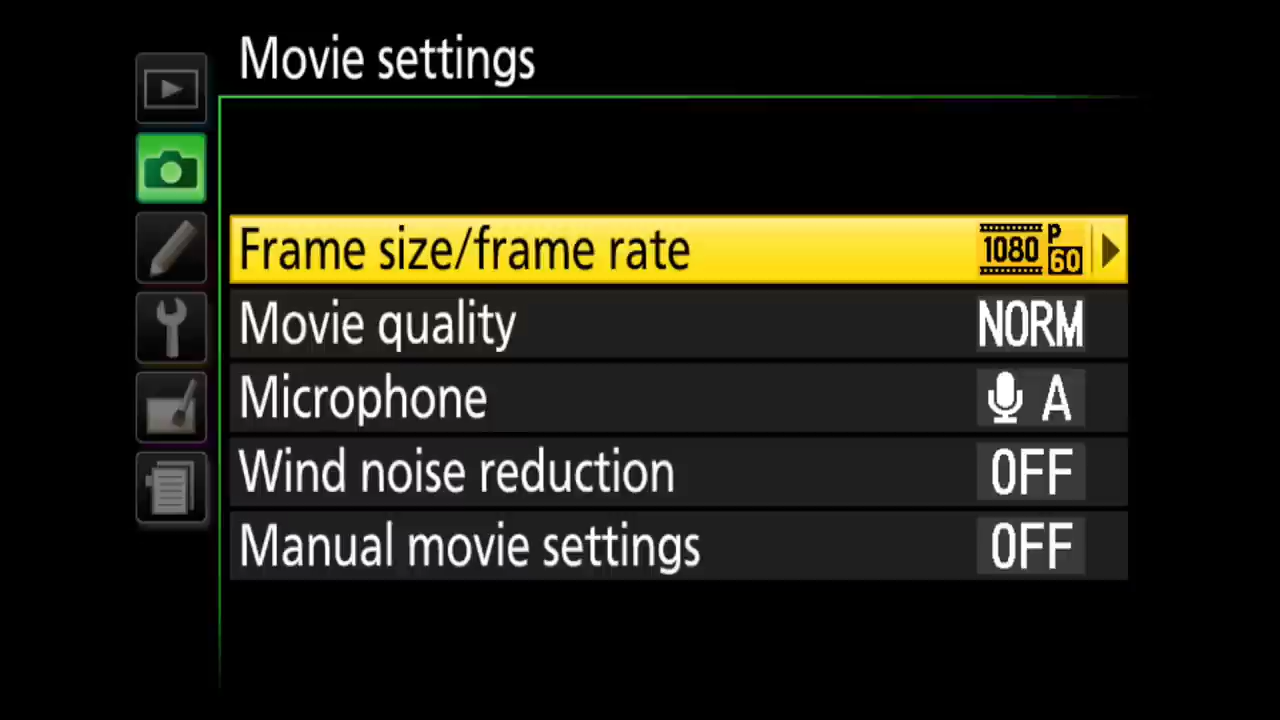 Movie settings
Frame size/frame rate 1080 P 60
Movie quality NORM
Microphone A
Wind noise reduction OFF
Manual movie settings OFF